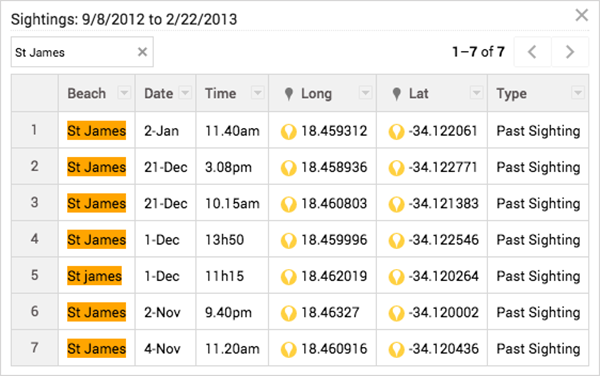 Sightings: 9/8/2012 to 2/22/2013
St James
1–7 of 7
Beach Date Time Long Lat Type
1 St James 2-Jan 11.40am 18.459312 -34.122061 Past Sighting
2 St James 21-Dec 3.08pm 18.458936 -34.122771 Past Sighting
3 St James 21-Dec 10.15am 18.460803 -34.121383 Past Sighting
4 St James 1-Dec 13h50 18.459996 -34.122546 Past Sighting
5 St james 1-Dec 11h15 18.462019 -34.120264 Past Sighting
6 St James 2-Nov 9.40pm 18.46327 -34.120002 Past Sighting
7 St James 4-Nov 11.20am 18.460916 -34.120436 Past Sighting